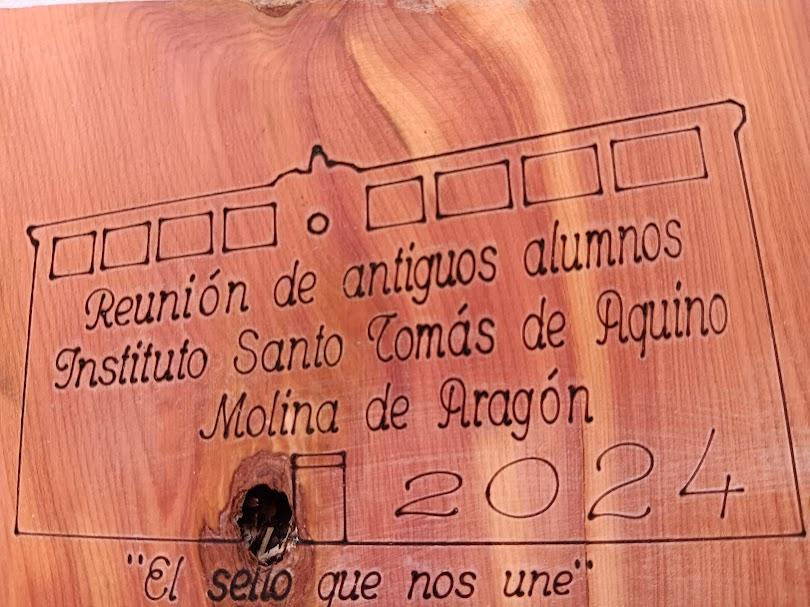 Reunión de antiguos alumnos
Instituto Santo Tomás de Aquino
Molina de Aragón
2024
"El sello que nos une"